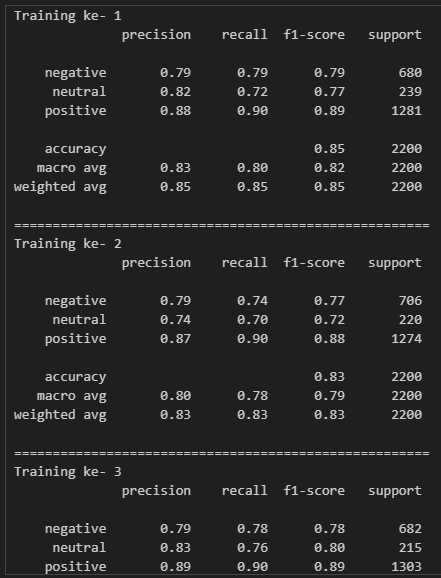 Training ke- 1
precision recall f1-score support
negative 0.79 0.79 0.79 680
neutral 0.82 0.72 0.77 239
positive 0.88 0.90 0.89 1281
accuracy 0.85 2200
macro avg 0.83 0.80 0.82 2200
weighted avg 0.85 0.85 0.85 2200
======================================================
Training ke- 2
precision recall f1-score support
negative 0.79 0.74 0.77 706
neutral 0.74 0.70 0.72 220
positive 0.87 0.90 0.88 1274
accuracy 0.83 2200
macro avg 0.80 0.78 0.79 2200
weighted avg 0.83 0.83 0.83 2200
======================================================
Training ke- 3
precision recall f1-score support
negative 0.79 0.78 0.78 682
neutral 0.83 0.76 0.80 215
positive 0.89 0.90 0.89 1303